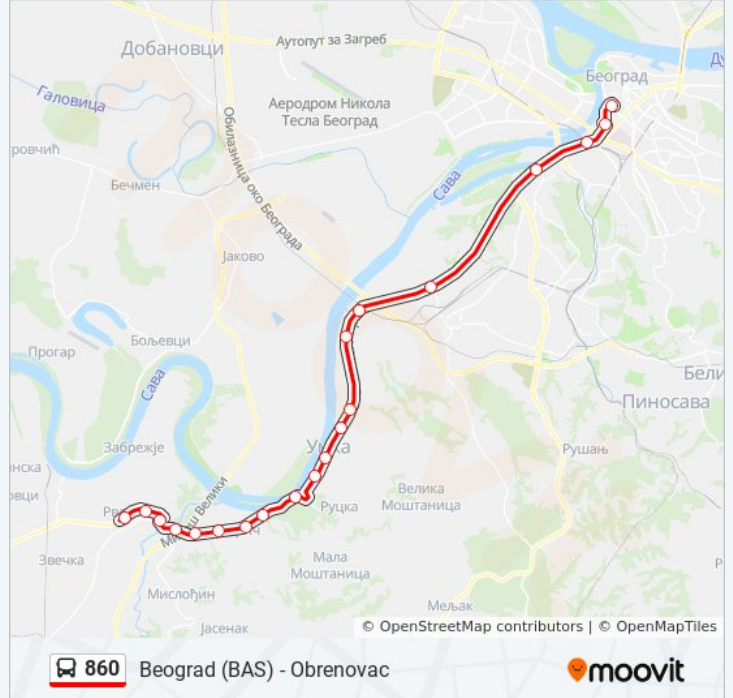 Добановци
Аутопут за Загреб
Београд
Галовица
Аеродром Никола
Тесла Београд
ровчић
Бечмен
Сава
Обилазница око Београда
Јаково
Прогар
Бољевци
Сава
Пиносава
Умка
Забрежје
Рушањ
Велика
Моштаница
Руцка
Звечка
Мала
Моштаница
Мислођин
Мељак
Јасенак
© OpenStreetMap contributors | © OpenMapTiles
860 Beograd (BAS) - Obrenovac
moovit